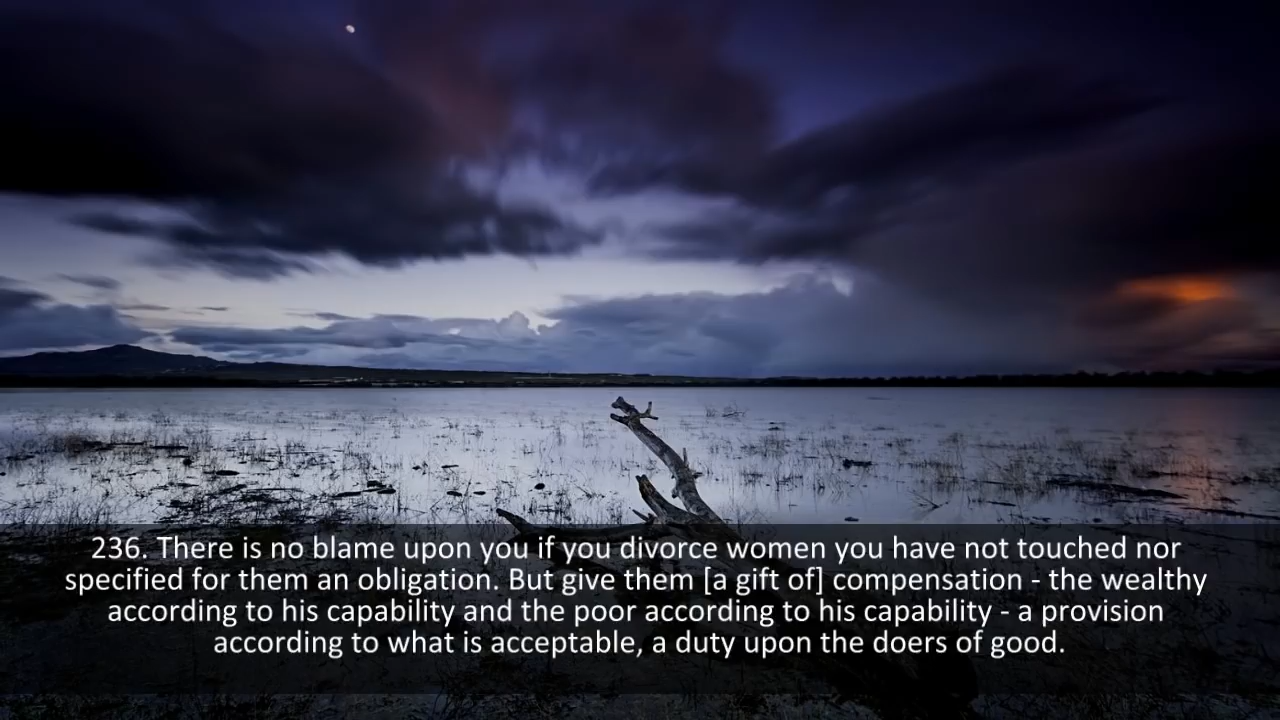 236. There is no blame upon you if you divorce women you have not touched nor
specified for them an obligation. But give them [a gift of] compensation - the wealthy
according to his capability and the poor according to his capability - a provision
according to what is acceptable, a duty upon the doers of good.